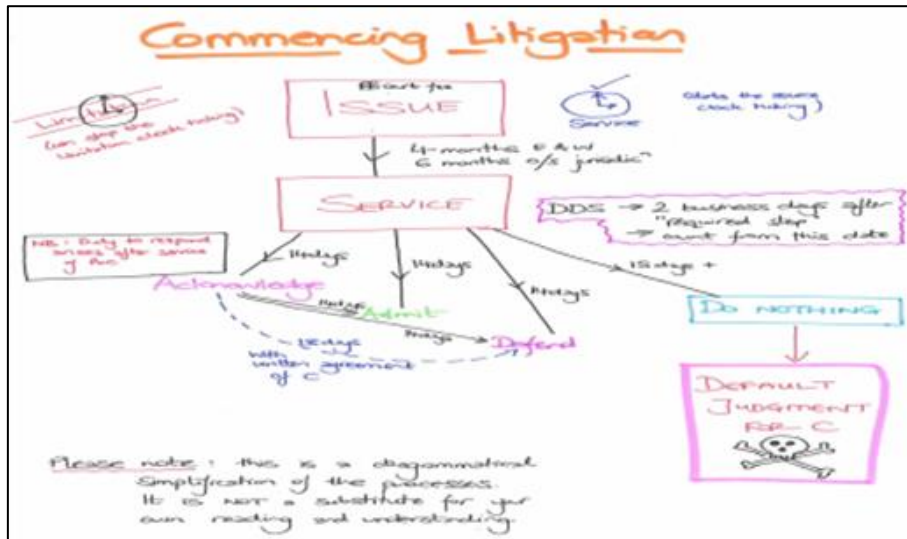 Commencing Litigation
court fee
ISSUE
Limitation
(can stop the
limitation clock ticking)
Service
(starts the service
clock ticking)
4 months E & W
6 months o/s jurisdicⁿ
SERVICE
DDS → 2 business days after
"required step
→ count from this date
NB: Duty to respond
arises after service
of PoC
14 days
14 days
14 days
15 days +
Acknowledge
14 days
Admit
14 days
Defend
days
with
written agreement
of C
DO NOTHING
DEFAULT
JUDGMENT
FOR C
Please note: this is a diagrammatical
simplification of the processes.
It is NOT a substitute for your
own reading and understanding.